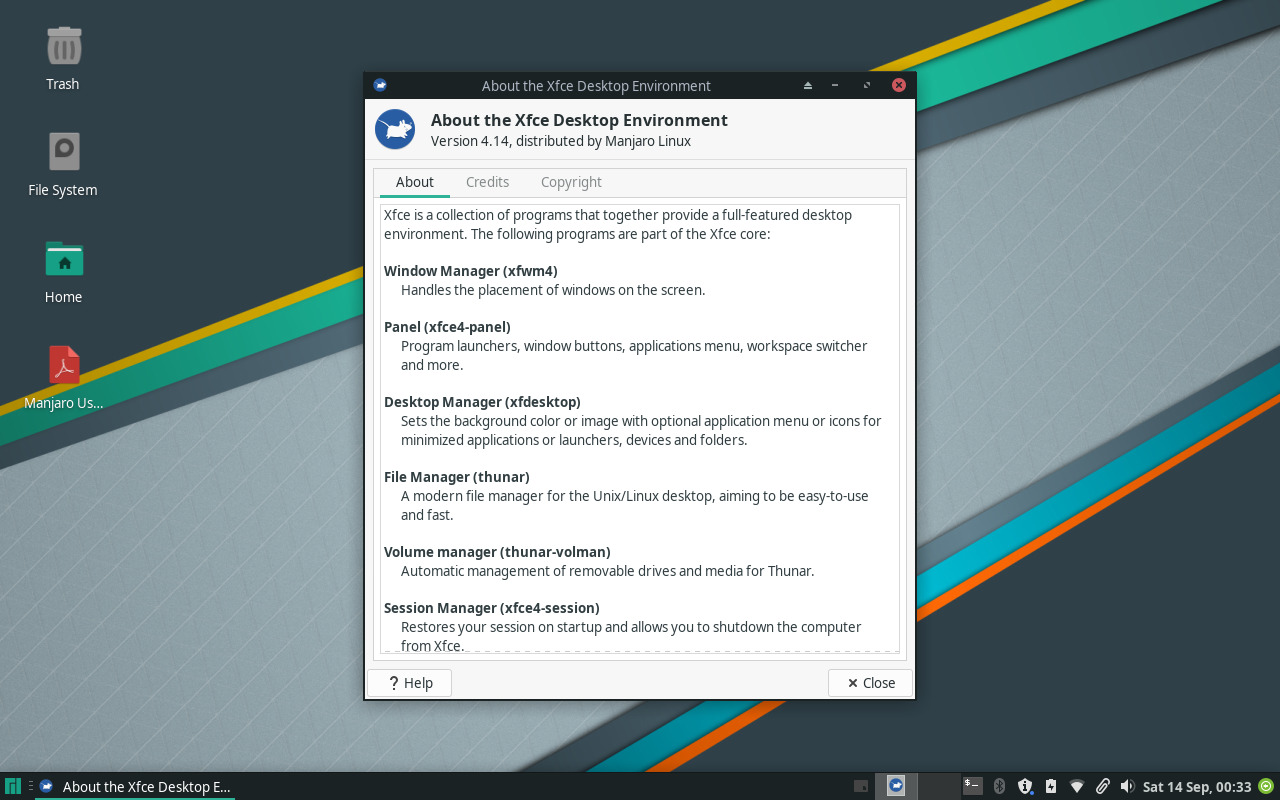 Trash
File System
Home
Manjaro Us...
About the Xfce Desktop Environment
About the Xfce Desktop Environment
Version 4.14, distributed by Manjaro Linux
About
Credits
Copyright
Xfce is a collection of programs that together provide a full-featured desktop
environment. The following programs are part of the Xfce core:
Window Manager (xfwm4)
Handles the placement of windows on the screen.
Panel (xfce4-panel)
Program launchers, window buttons, applications menu, workspace switcher
and more.
Desktop Manager (xfdesktop)
Sets the background color or image with optional application menu or icons for
minimized applications or launchers, devices and folders.
File Manager (thunar)
A modern file manager for the Unix/Linux desktop, aiming to be easy-to-use
and fast.
Volume manager (thunar-volman)
Automatic management of removable drives and media for Thunar.
Session Manager (xfce4-session)
Restores your session on startup and allows you to shutdown the computer
from Xfce.
? Help
Close
About the Xfce Desktop E...
$-
Sat 14 Sep, 00:33